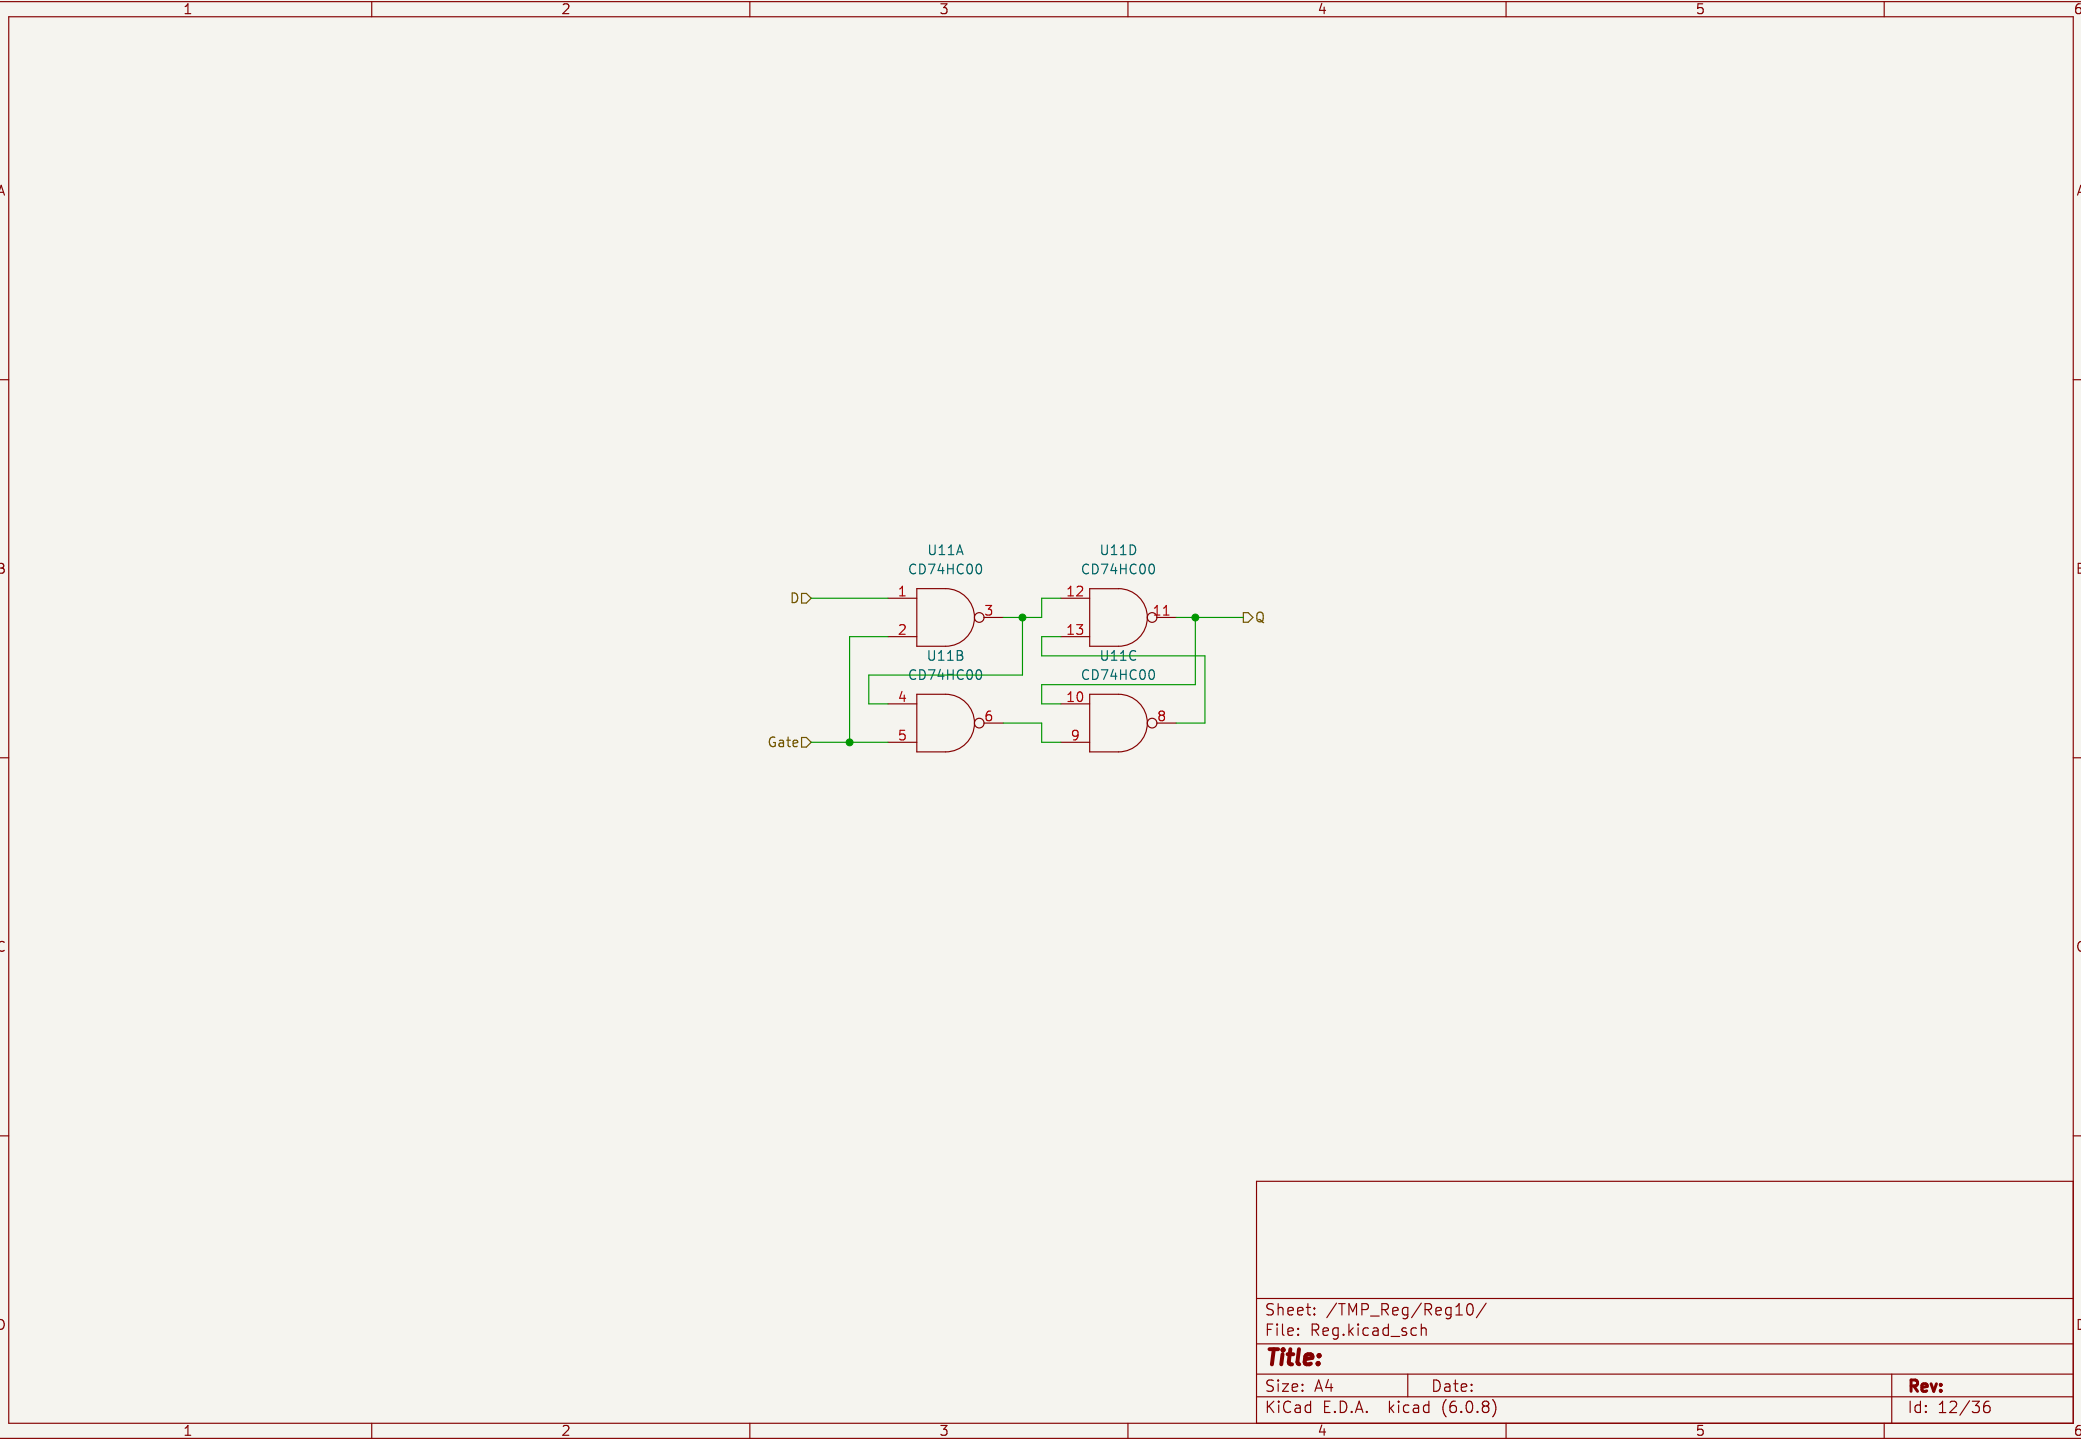 1 2 3 4 5 6
A A
U11A U11D
CD74HC00 CD74HC00
B B
D 1 3 12 11 Q
2 13
U11B U11C
CD74HC00 CD74HC00
4 6 10 8
Gate 5 9
C C
Sheet: /TMP_Reg/Reg10/
File: Reg.kicad_sch
D D
Title:
Size: A4 Date: Rev:
KiCad E.D.A. kicad (6.0.8) Id: 12/36
1 2 3 4 5 6